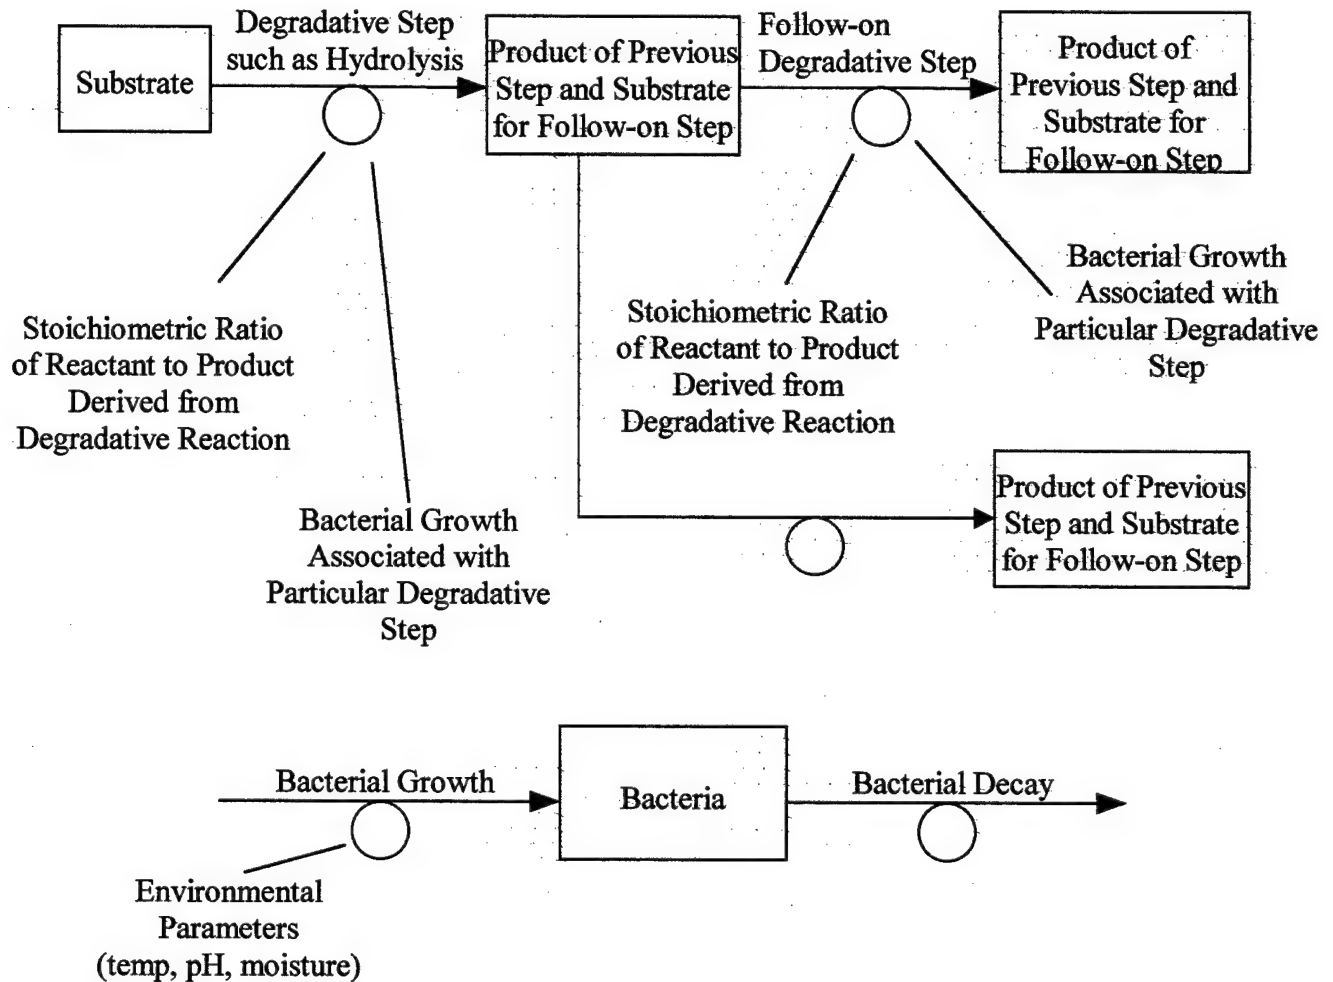 Substrate
Degradative Step
such as Hydrolysis
Product of Previous
Step and Substrate
for Follow-on Step
Follow-on
Degradative Step
Product of
Previous Step and
Substrate for
Follow-on Step
Stoichiometric Ratio
of Reactant to Product
Derived from
Degradative Reaction
Bacterial Growth
Associated with
Particular Degradative
Step
Stoichiometric Ratio
of Reactant to Product
Derived from
Degradative Reaction
Bacterial Growth
Associated with
Particular Degradative
Step
Product of Previous
Step and Substrate
for Follow-on Step
Bacterial Growth
Bacteria
Bacterial Decay
Environmental
Parameters
(temp, pH, moisture)